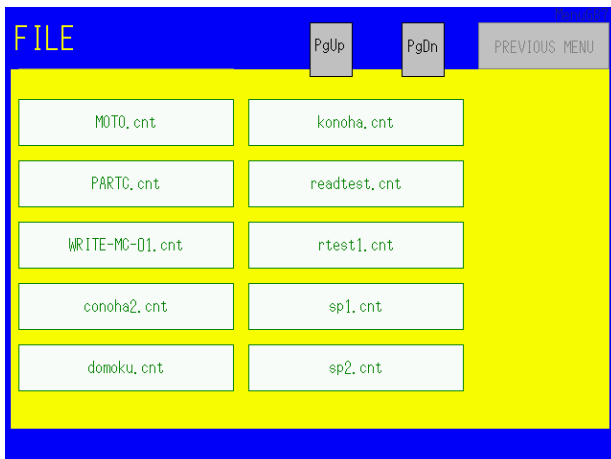 FILE
PgUp
PgDn
PREVIOUS MENU
MOTO.cnt
konoha.cnt
PARTC.cnt
readtest.cnt
WRITE-MC-01.cnt
rtest1.cnt
conoha2.cnt
sp1.cnt
domoku.cnt
sp2.cnt